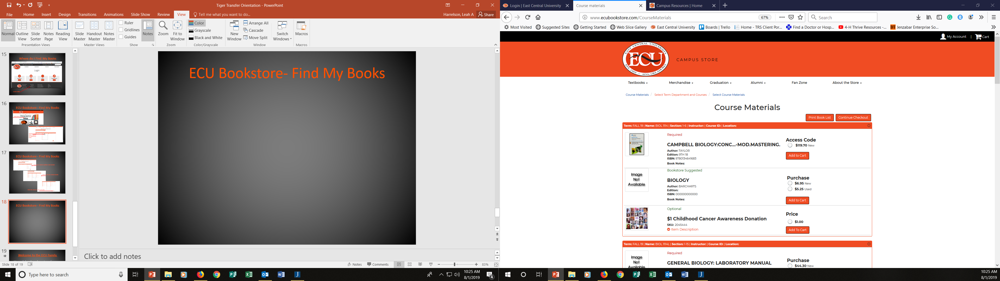 Tiger Transfer Orientation - PowerPoint
File Home Insert Design Transitions Animations Slide Show Review View Tell me what you want to do... Harrelson, Leah A Share
Normal Outline View Slide Sorter Notes Page Reading View
Presentation Views
Slide Master Handout Master Notes Master
Master Views
Ruler
Gridlines
Guides
Show
Notes
Zoom Fit to Window
Zoom
Color
Grayscale
Black and White
Color/Grayscale
New Window
Arrange All
Cascade
Move Split
Switch Windows
Window
Macros
Macros
15
Where do I Find My Books
Login
16
ECU Bookstore- Find My Books
PRICE MATCH
17
ECU Bookstore- Find My Books
18
ECU Bookstore- Find My Books
19
Welcome to the ECU Family
ECU Bookstore- Find My Books
Click to add notes
Slide 18 of 19 Notes Comments 83%
Type here to search
10:25 AM
8/1/2019
4
Login | East Central University Course materials Campus Resources | Home
www.ecubookstore.com/CourseMaterials 67% Search
Most Visited Suggested Sites Getting Started Web Slice Gallery East Central University Boards | Trello Home - TRS Client Por... Find a Doctor or Hosp... 4-H Thrive Resources -... Jenzabar Enterprise So...
My Account | Cart
EAST CENTRAL UNIVERSITY
ECU
EST. 1909 ~ ADA, OKLAHOMA
CAMPUS STORE
Textbooks Merchandise Graduation Alumni Fan Zone About the Store
Course Materials / Select Term Department and Courses / Select Course Materials
Course Materials
Print Book List Continue Checkout
Term: FALL 19 | Name: BIOL 1114 | Section: 1-6 | Instructor: | Course ID: | Location:
Required
CAMPBELL BIOLOGY:CONC...-MOD.MASTERING.
Author: TAYLOR
Edition: 9TH 18
ISBN: 9780134641683
Book Notes:
Access Code
$119.70 New
Add to Cart
Image Not Available
Bookstore Suggested
BIOLOGY
Author: BARCHARTS
Edition:
ISBN: 000000000000
Book Notes:
Purchase
$6.95 New
$5.25 Used
Add to Cart
Optional
$1 Childhood Cancer Awareness Donation
SKU: 2045444
Item Description
Price
$1.00
Add To Cart
Term: FALL 19 | Name: BIOL 1114L | Section: 1-15 | Instructor: | Course ID: | Location:
Image Not Available
Required
GENERAL BIOLOGY: LABORATORY MANUAL
Purchase
$44.30 New
10:25 AM
8/1/2019